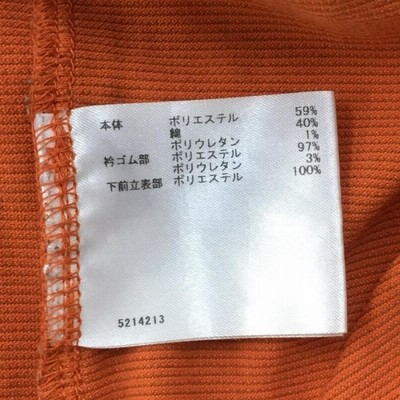 本体 ポリエステル 59%
綿 40%
ポリウレタン 1%
衿ゴム部 ポリエステル 97%
ポリウレタン 3%
下前立表部 ポリエステル 100%
5214213